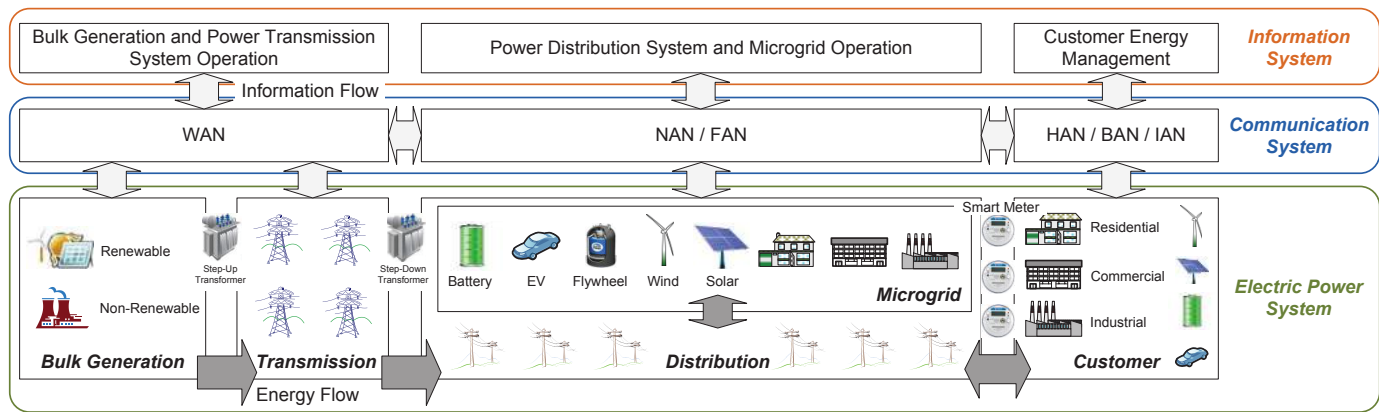 Bulk Generation and Power Transmission
System Operation
Power Distribution System and Microgrid Operation
Customer Energy
Management
Information
System
Information Flow
WAN
NAN / FAN
HAN / BAN / IAN
Communication
System
Renewable
Non-Renewable
Bulk Generation
Step-Up
Transformer
Transmission
Step-Down
Transformer
Energy Flow
Battery
EV
Flywheel
Wind
Solar
Microgrid
Distribution
Smart Meter
Residential
Commercial
Industrial
Customer
Electric Power
System